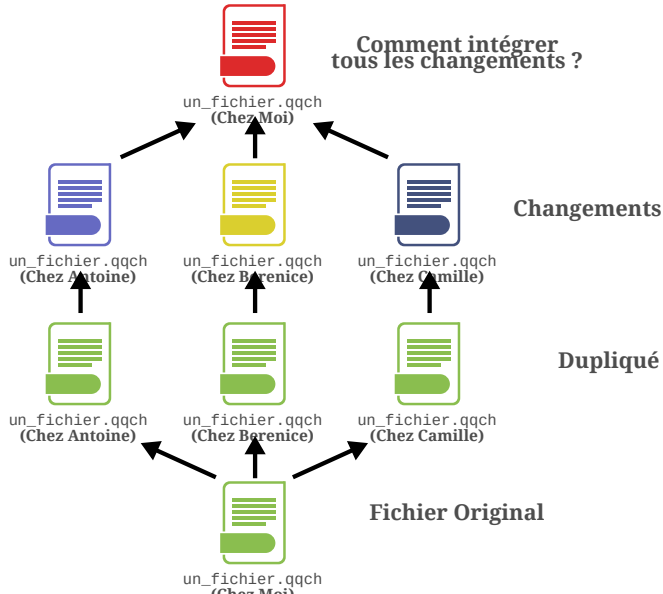 Comment intégrer
tous les changements ?
un_fichier.qqch
(Chez Moi)
Changements
un_fichier.qqch un_fichier.qqch un_fichier.qqch
(Chez Antoine) (Chez Berenice) (Chez Camille)
Dupliqué
un_fichier.qqch un_fichier.qqch un_fichier.qqch
(Chez Antoine) (Chez Berenice) (Chez Camille)
Fichier Original
un_fichier.qqch
(Chez Moi)